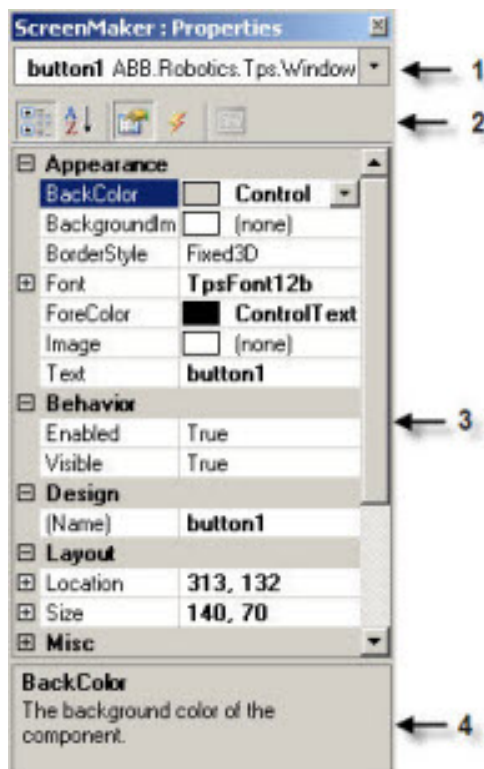 ScreenMaker : Properties
button1 ABB.Robotics.Tps.Window
1
2
Appearance
BackColor Control
BackgroundIm (none)
BorderStyle Fixed3D
Font TpsFont12b
ForeColor ControlText
Image (none)
Text button1
Behavior
Enabled True
3
Visible True
Design
(Name) button1
Layout
Location 313, 132
Size 140, 70
Misc
BackColor
The background color of the
component.
4